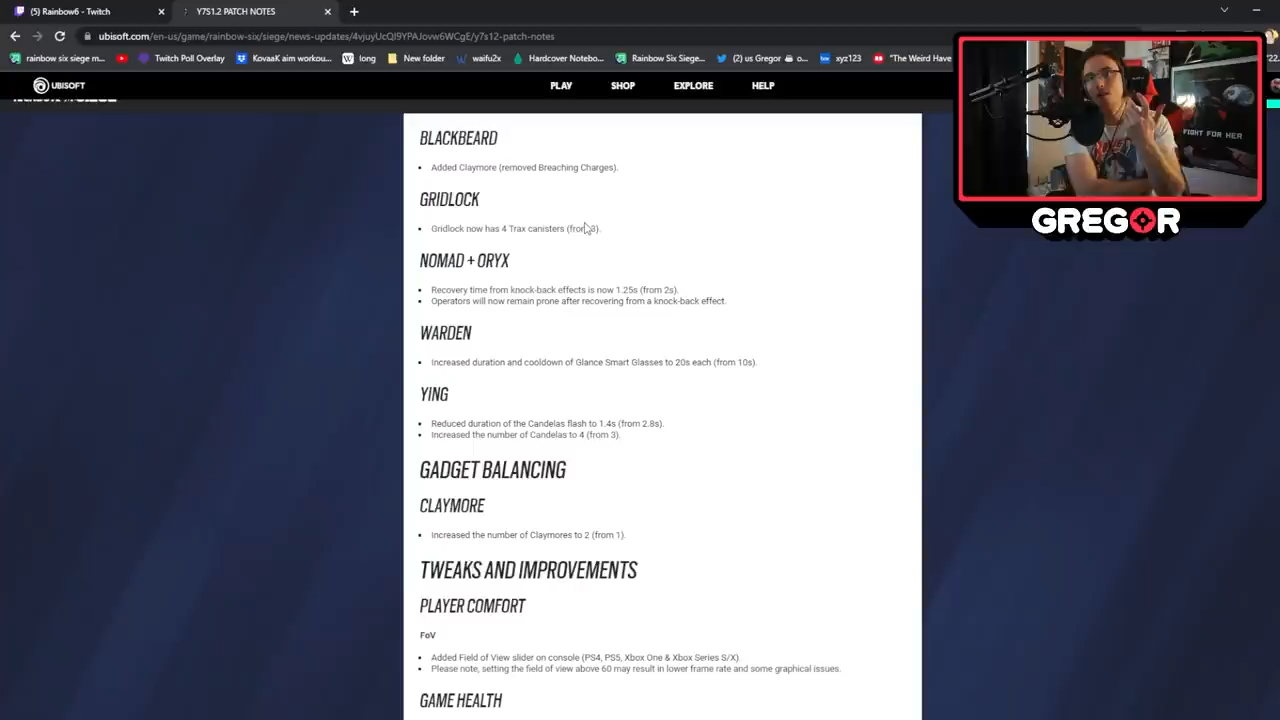 (5) Rainbow6 - Twitch
Y7S1.2 PATCH NOTES
ubisoft.com/en-us/game/rainbow-six/siege/news-updates/4vjuyUcQI9YPAJovw6WCgE/y7s12-patch-notes
rainbow six siege m...
Twitch Poll Overlay
KovaaK aim workou...
long
New folder
waifu2x
Hardcover Notebo...
Rainbow Six Siege...
(2) us Gregor
xyz123
"The Weird Have
UBISOFT
PLAY
SHOP
EXPLORE
HELP
FIGHT FOR HER
GREGOR
BLACKBEARD
Added Claymore (removed Breaching Charges).
GRIDLOCK
Gridlock now has 4 Trax canisters (from 3).
NOMAD + ORYX
Recovery time from knock-back effects is now 1.25s (from 2s).
Operators will now remain prone after recovering from a knock-back effect.
WARDEN
Increased duration and cooldown of Glance Smart Glasses to 20s each (from 10s).
YING
Reduced duration of the Candelas flash to 1.4s (from 2.8s).
Increased the number of Candelas to 4 (from 3).
GADGET BALANCING
CLAYMORE
Increased the number of Claymores to 2 (from 1).
TWEAKS AND IMPROVEMENTS
PLAYER COMFORT
FoV
Added Field of View slider on console (PS4, PS5, Xbox One & Xbox Series S/X)
Please note, setting the field of view above 60 may result in lower frame rate and some graphical issues.
GAME HEALTH